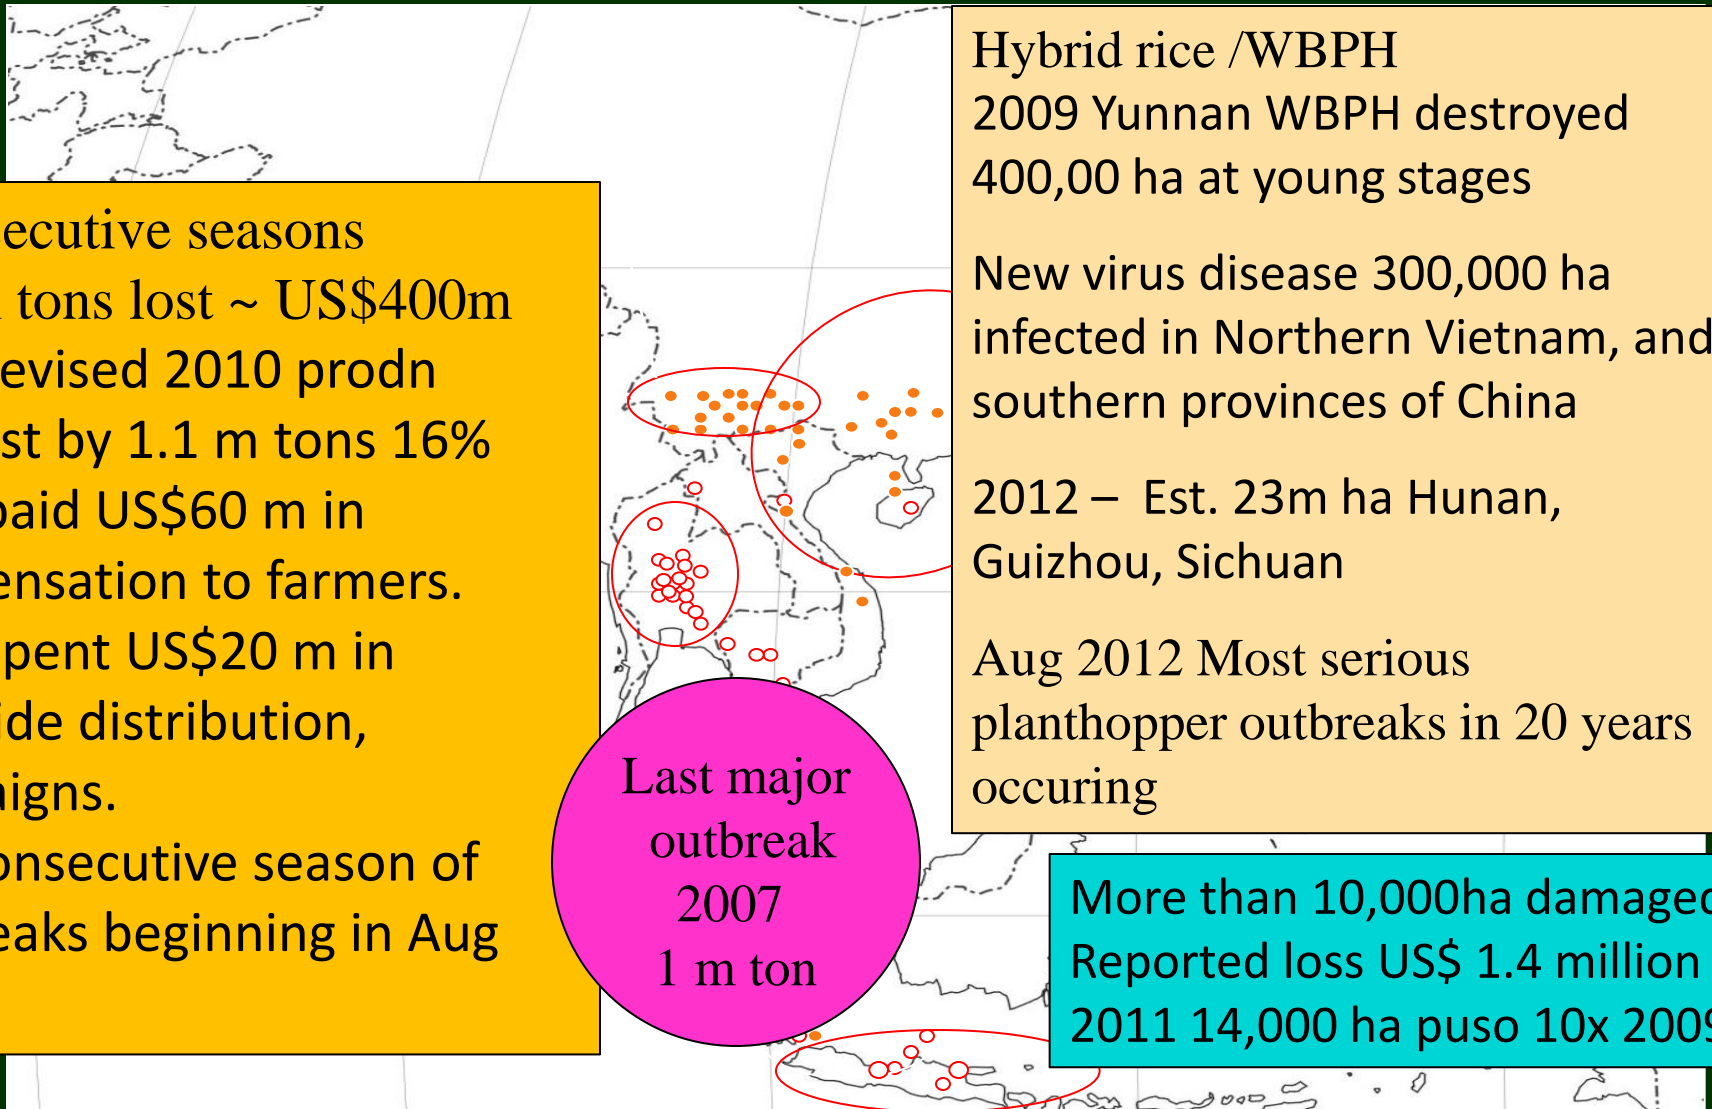 ecutive seasons
tons lost ~ US$400m
evised 2010 prodn
st by 1.1 m tons 16%
paid US$60 m in
ensation to farmers.
pent US$20 m in
ide distribution,
aigns.
onsecutive season of
eaks beginning in Aug
Last major
outbreak
2007
1 m ton
Hybrid rice /WBPH
2009 Yunnan WBPH destroyed
400,00 ha at young stages
New virus disease 300,000 ha
infected in Northern Vietnam, and
southern provinces of China
2012 – Est. 23m ha Hunan,
Guizhou, Sichuan
Aug 2012 Most serious
planthopper outbreaks in 20 years
occuring
More than 10,000ha damaged
Reported loss US$ 1.4 million
2011 14,000 ha puso 10x 2009